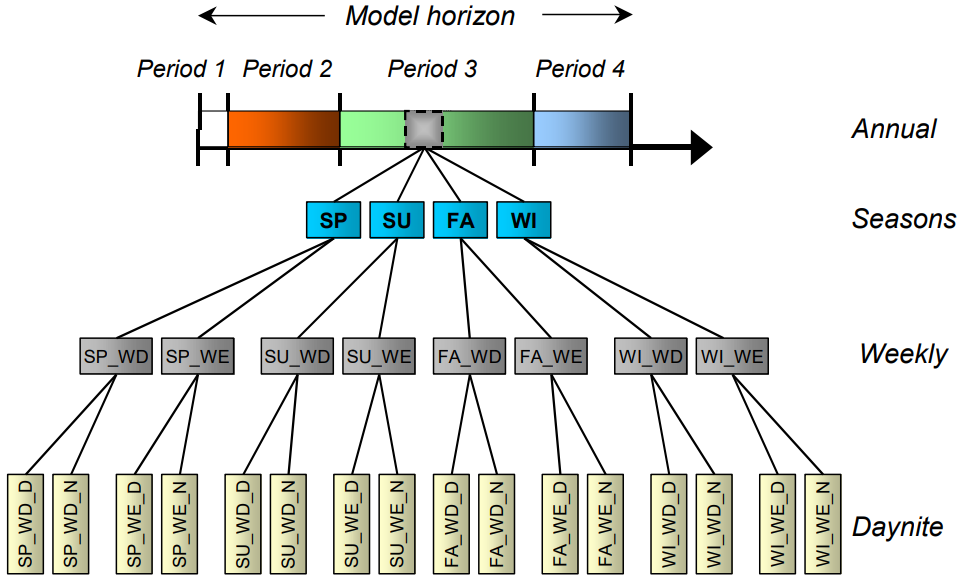 Model horizon
Period 1 Period 2 Period 3 Period 4
Annual
SP SU FA WI Seasons
SP_WD SP_WE SU_WD SU_WE FA_WD FA_WE WI_WD WI_WE Weekly
SP_WD_D SP_WD_N SP_WE_D SP_WE_N SU_WD_D SU_WD_N SU_WE_D SU_WE_N FA_WD_D FA_WD_N FA_WE_D FA_WE_N WI_WD_D WI_WD_N WI_WE_D WI_WE_N Daynite